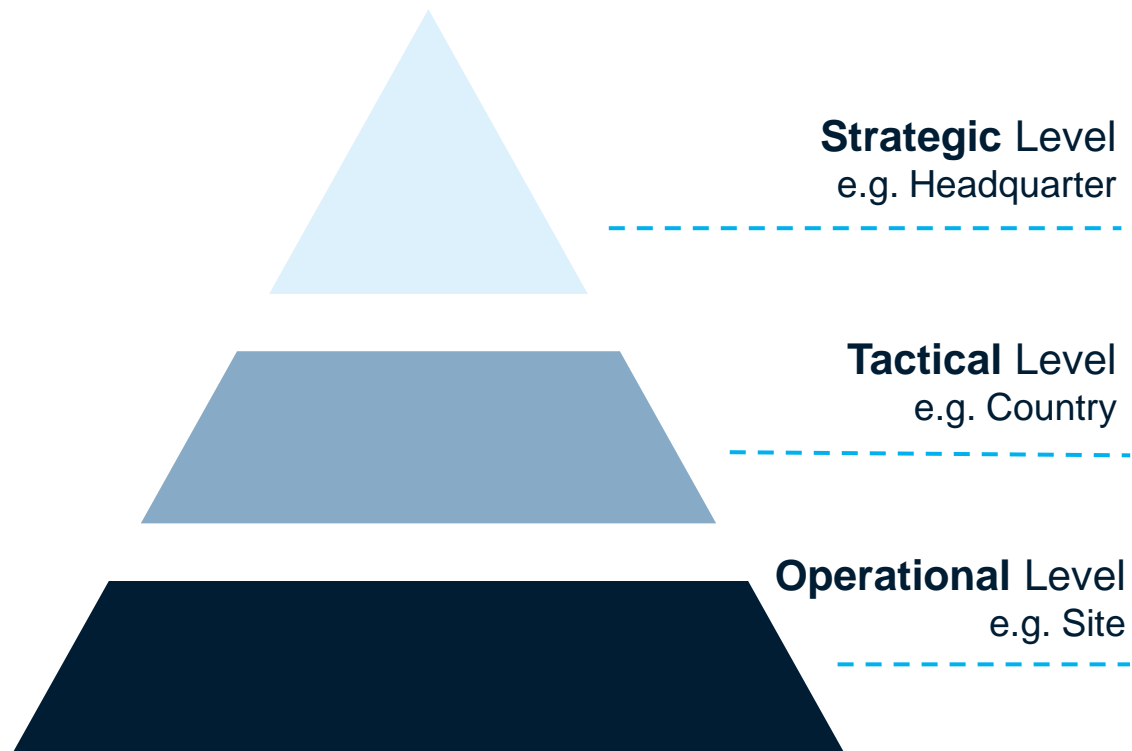 Strategic Level
e.g. Headquarter
Tactical Level
e.g. Country
Operational Level
e.g. Site